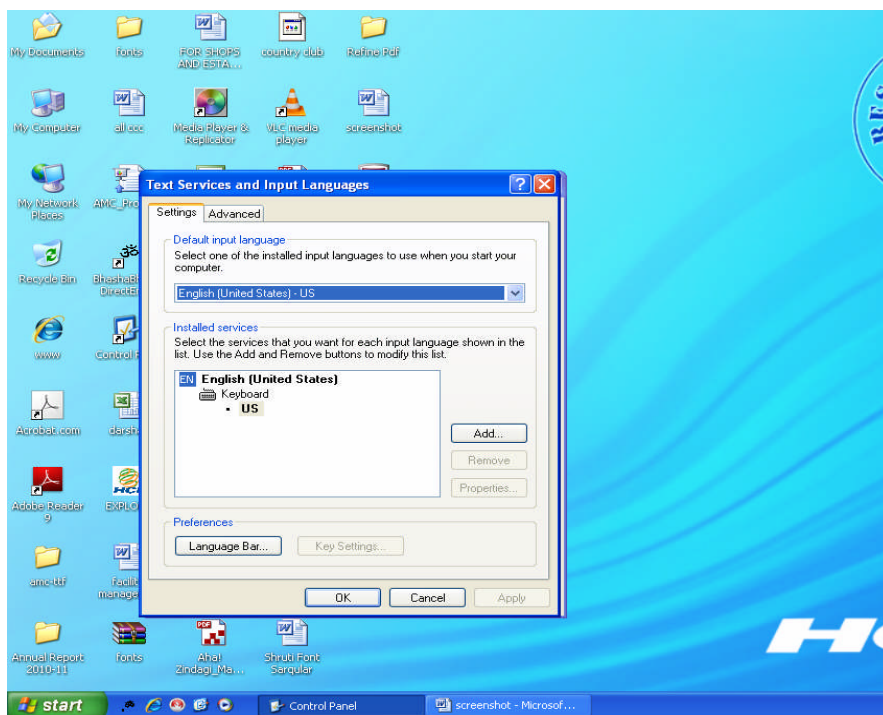 My Documents
fonts
FOR SHOPS
AND ESTA...
country club
Refine Pdf
My Computer
all ccc
Media Player &
Replicator
VLC media
player
screenshot
My Network
Places
AMC_Pro
Recycle Bin
DirectE
www
Control
Acrobat.com
darsh
Adobe Reader
9
HCL
EXPLO
amc-ttf
facilit
manage
Annual Report
2010-11
fonts
Aha!
Zindagi_Ma...
Shruti Font
Sarqular
Text Services and Input Languages
Settings
Advanced
Default input language
Select one of the installed input languages to use when you start your
computer.
English (United States) - US
Installed services
Select the services that you want for each input language shown in the
list. Use the Add and Remove buttons to modify this list.
EN English (United States)
Keyboard
• US
Add...
Remove
Properties...
Preferences
Language Bar...
Key Settings...
OK
Cancel
Apply
start
Control Panel
screenshot - Microsof...